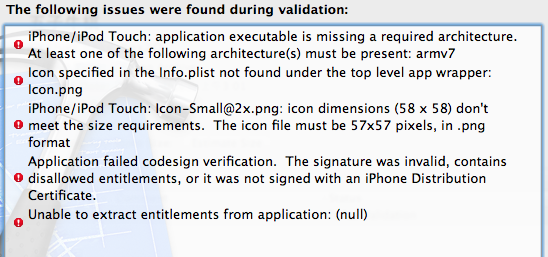 The following issues were found during validation:
iPhone/iPod Touch: application executable is missing a required architecture.
At least one of the following architecture(s) must be present: armv7
Icon specified in the Info.plist not found under the top level app wrapper:
Icon.png
iPhone/iPod Touch: Icon-Small@2x.png: icon dimensions (58 x 58) don't
meet the size requirements.  The icon file must be 57x57 pixels, in .png
format
Application failed codesign verification.  The signature was invalid, contains
disallowed entitlements, or it was not signed with an iPhone Distribution
Certificate.
Unable to extract entitlements from application: (null)